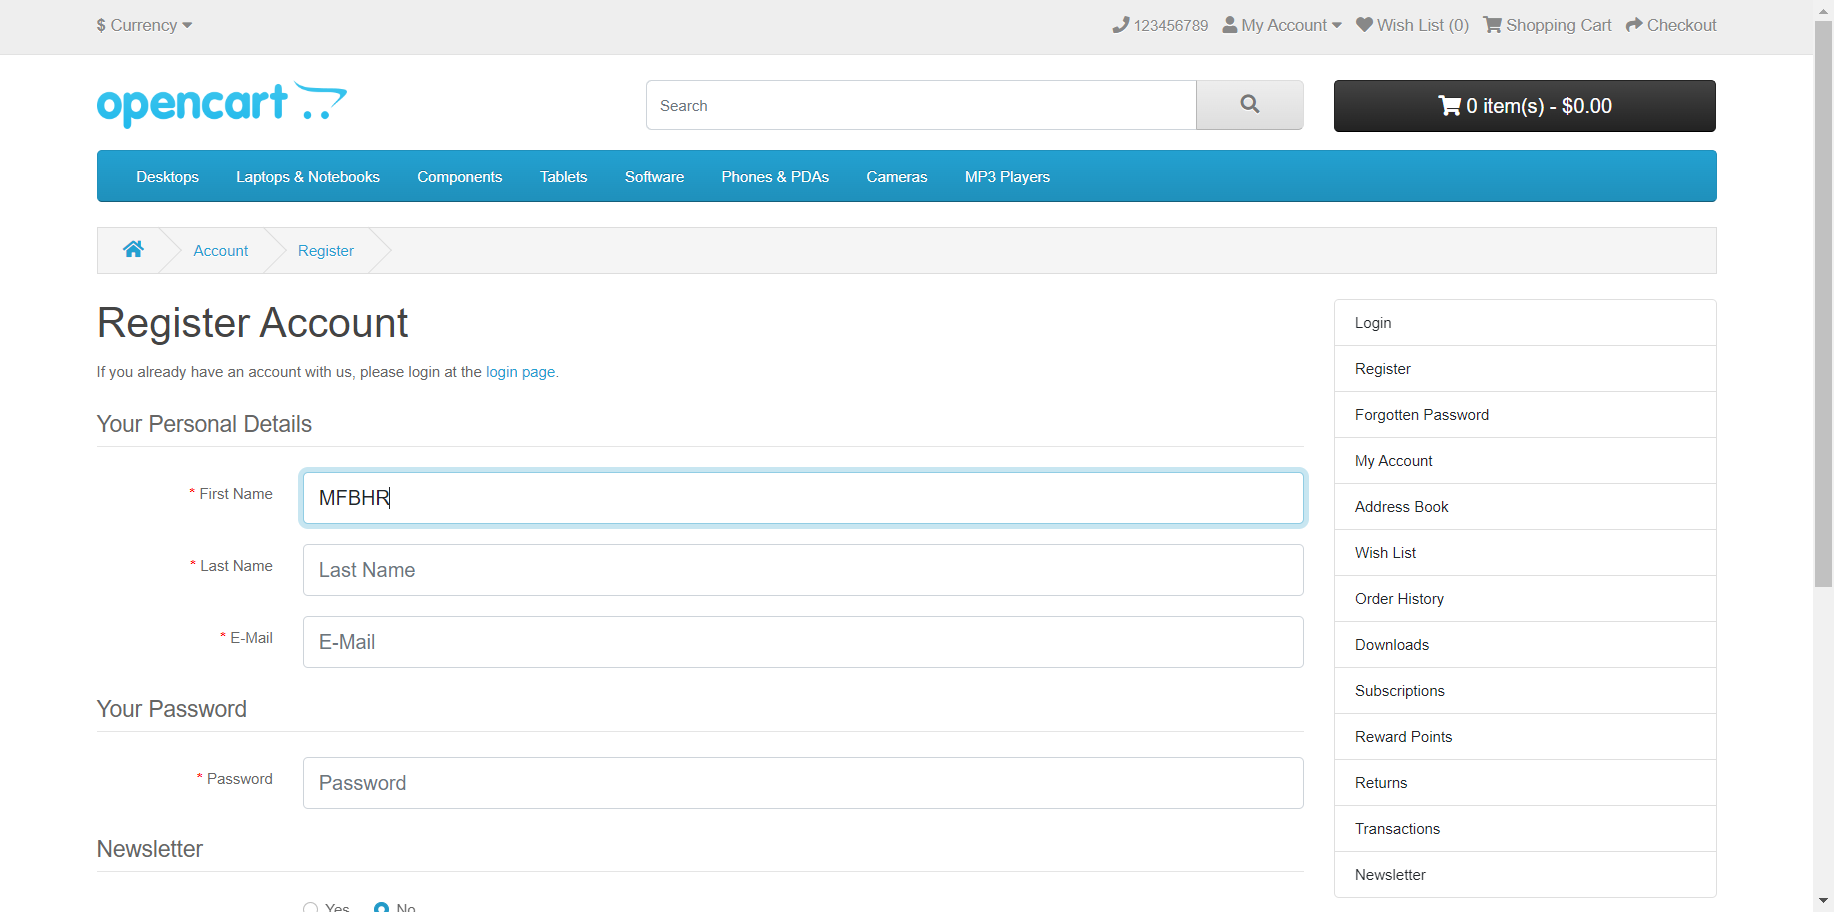 $ Currency
123456789 My Account Wish List (0) Shopping Cart Checkout
opencart
Search
0 item(s) - $0.00
Desktops Laptops & Notebooks Components Tablets Software Phones & PDAs Cameras MP3 Players
Account Register
Register Account
If you already have an account with us, please login at the login page.
Your Personal Details
* First Name MFBHR
* Last Name Last Name
* E-Mail E-Mail
Your Password
* Password Password
Newsletter
Yes No
Login
Register
Forgotten Password
My Account
Address Book
Wish List
Order History
Downloads
Subscriptions
Reward Points
Returns
Transactions
Newsletter